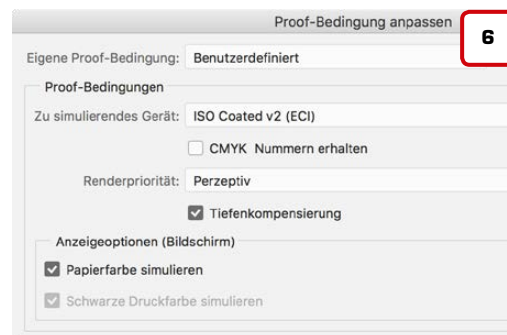 Proof-Bedingung anpassen
6
Eigene Proof-Bedingung: Benutzerdefiniert
Proof-Bedingungen
Zu simulierendes Gerät: ISO Coated v2 (ECI)
CMYK Nummern erhalten
Renderpriorität: Perzeptiv
Tiefenkompensierung
Anzeigeoptionen (Bildschirm)
Papierfarbe simulieren
Schwarze Druckfarbe simulieren